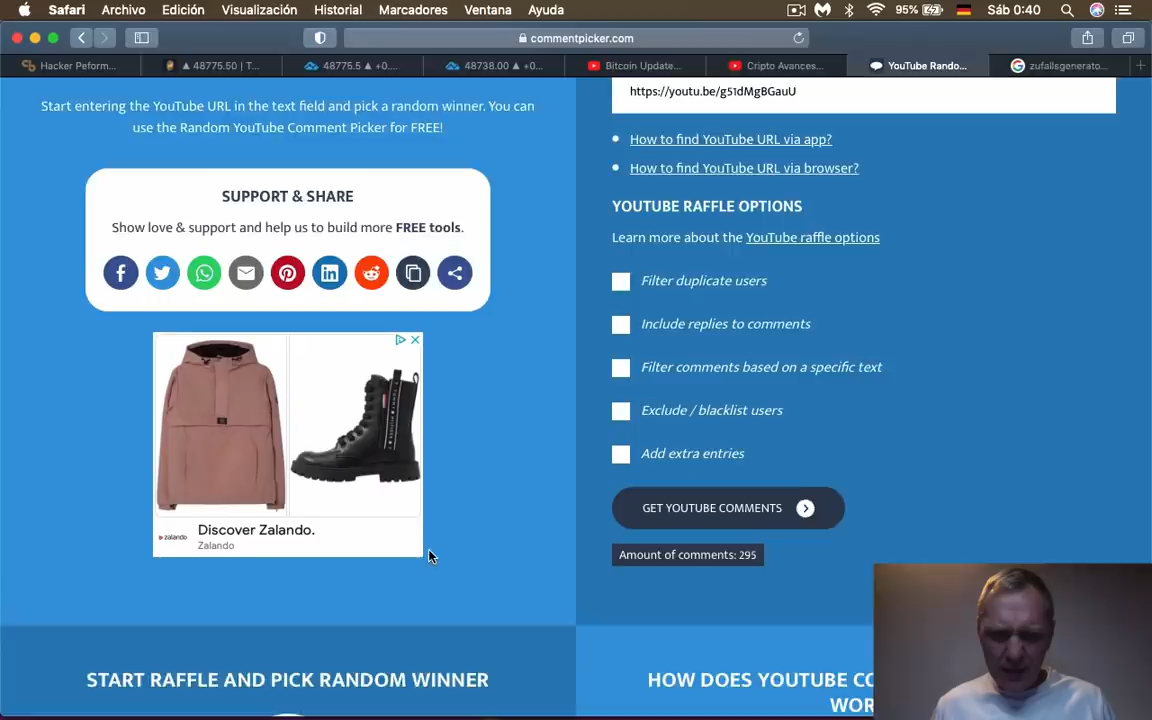 Safari Archivo Edición Visualización Historial Marcadores Ventana Ayuda 95% Sáb 0:40
commentpicker.com
Hacker Peform... ▲ 48775.50 | T... 48775.5 ▲ +0.... 48738.00 ▲ +0... Bitcoin Update... Cripto Avances... YouTube Rando... zufallsgenerato...
Start entering the YouTube URL in the text field and pick a random winner. You can
use the Random YouTube Comment Picker for FREE!
SUPPORT & SHARE
Show love & support and help us to build more FREE tools.
Discover Zalando.
zalando
Zalando
https://youtu.be/g51dMgBGauU
How to find YouTube URL via app?
How to find YouTube URL via browser?
YOUTUBE RAFFLE OPTIONS
Learn more about the YouTube raffle options
Filter duplicate users
Include replies to comments
Filter comments based on a specific text
Exclude / blacklist users
Add extra entries
GET YOUTUBE COMMENTS
Amount of comments: 295
START RAFFLE AND PICK RANDOM WINNER
HOW DOES YOUTUBE CO
WOR